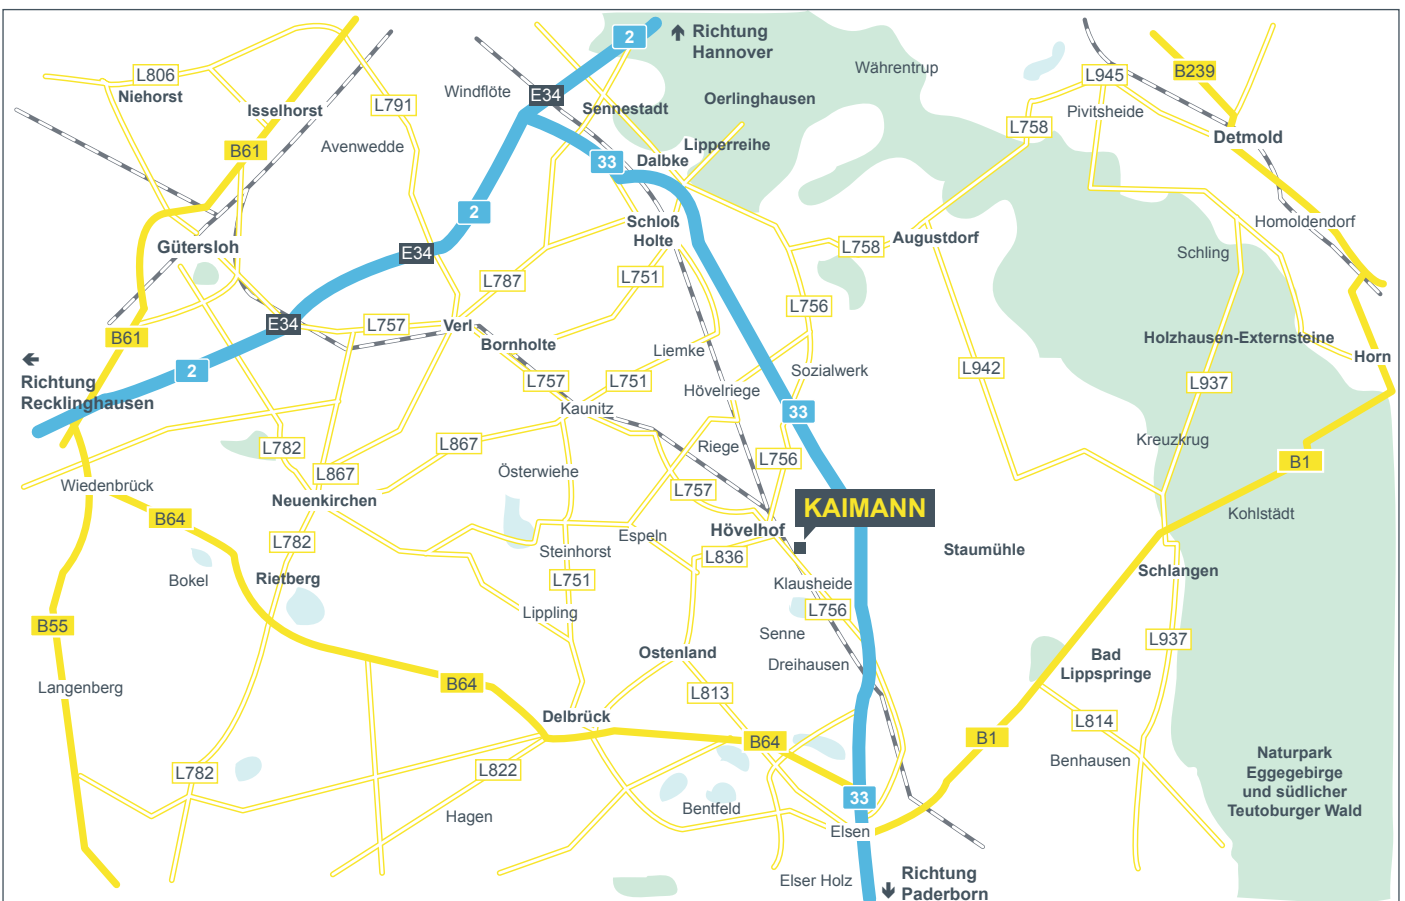 2
Richtung
Hannover
Währentrup
L945
B239
L806
Niehorst
Isselhorst
L791
Windflöte
E34
Sennestadt
Oerlinghausen
Pivitsheide
L758
Detmold
B61
Avenwedde
33
Dalbke
Lipperreihe
2
Schloß
Holte
Homoldendorf
Gütersloh
E34
L758
Augustdorf
Schling
L787
L751
L756
E34
L757
Verl
B61
Bornholte
Liemke
Holzhausen-Externsteine
Horn
Richtung
Recklinghausen
2
L757
L751
Hövelriege
Sozialwerk
L942
L937
Kaunitz
33
L782
L867
Riege
Kreuzkrug
L867
Österwiehe
L756
B1
Wiedenbrück
Neuenkirchen
L757
KAIMANN
B64
Hövelhof
Kohlstädt
L782
Espeln
Steinhorst
L836
Staumühle
Bokel
Rietberg
L751
Klausheide
Schlangen
B55
Lippling
L756
Senne
L937
Ostenland
Dreihausen
Bad
Lippspringe
Langenberg
B64
L813
Delbrück
L814
B64
B1
L782
L822
Benhausen
Naturpark
Eggegebirge
und südlicher
Teutoburger Wald
33
Hagen
Bentfeld
Elsen
Elser Holz
Richtung
Paderborn